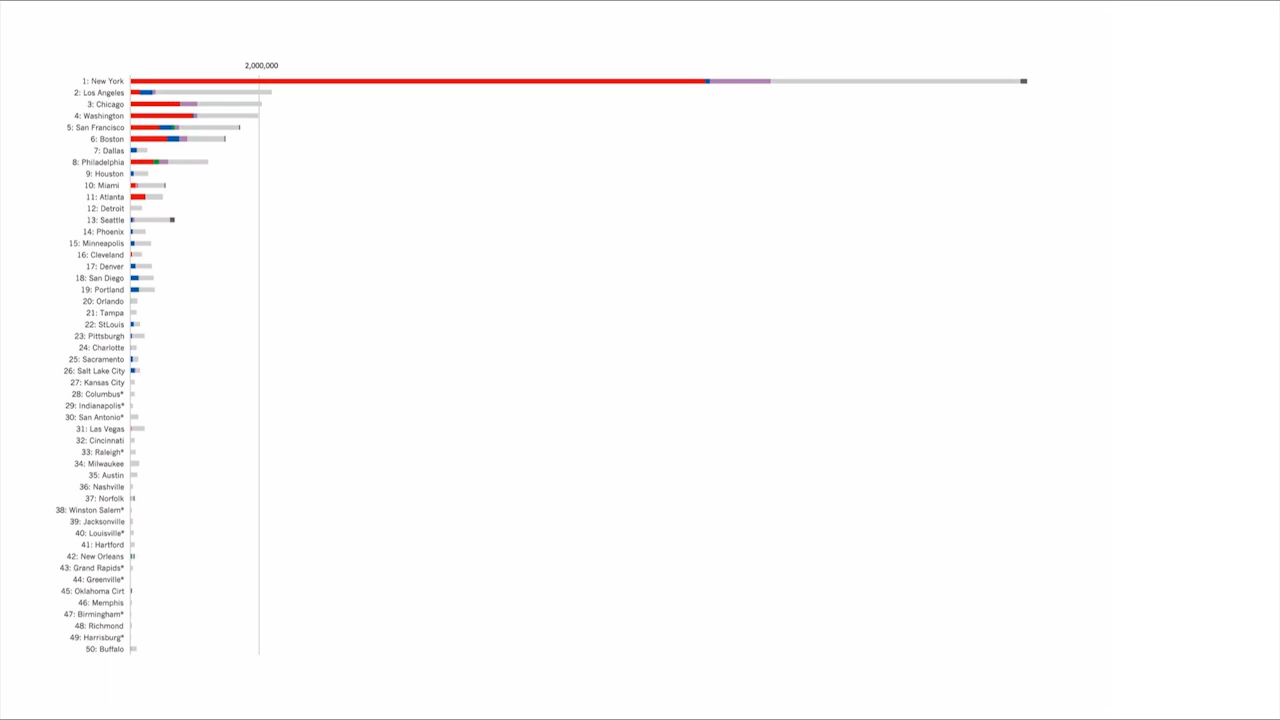 2,000,000
1: New York
2: Los Angeles
3: Chicago
4: Washington
5: San Francisco
6: Boston
7: Dallas
8: Philadelphia
9: Houston
10: Miami
11: Atlanta
12: Detroit
13: Seattle
14: Phoenix
15: Minneapolis
16: Cleveland
17: Denver
18: San Diego
19: Portland
20: Orlando
21: Tampa
22: StLouis
23: Pittsburgh
24: Charlotte
25: Sacramento
26: Salt Lake City
27: Kansas City
28: Columbus*
29: Indianapolis*
30: San Antonio*
31: Las Vegas
32: Cincinnati
33: Raleigh*
34: Milwaukee
35: Austin
36: Nashville
37: Norfolk
38: Winston Salem*
39: Jacksonville
40: Louisville*
41: Hartford
42: New Orleans
43: Grand Rapids*
44: Greenville*
45: Oklahoma Cirt
46: Memphis
47: Birmingham*
48: Richmond
49: Harrisburg*
50: Buffalo